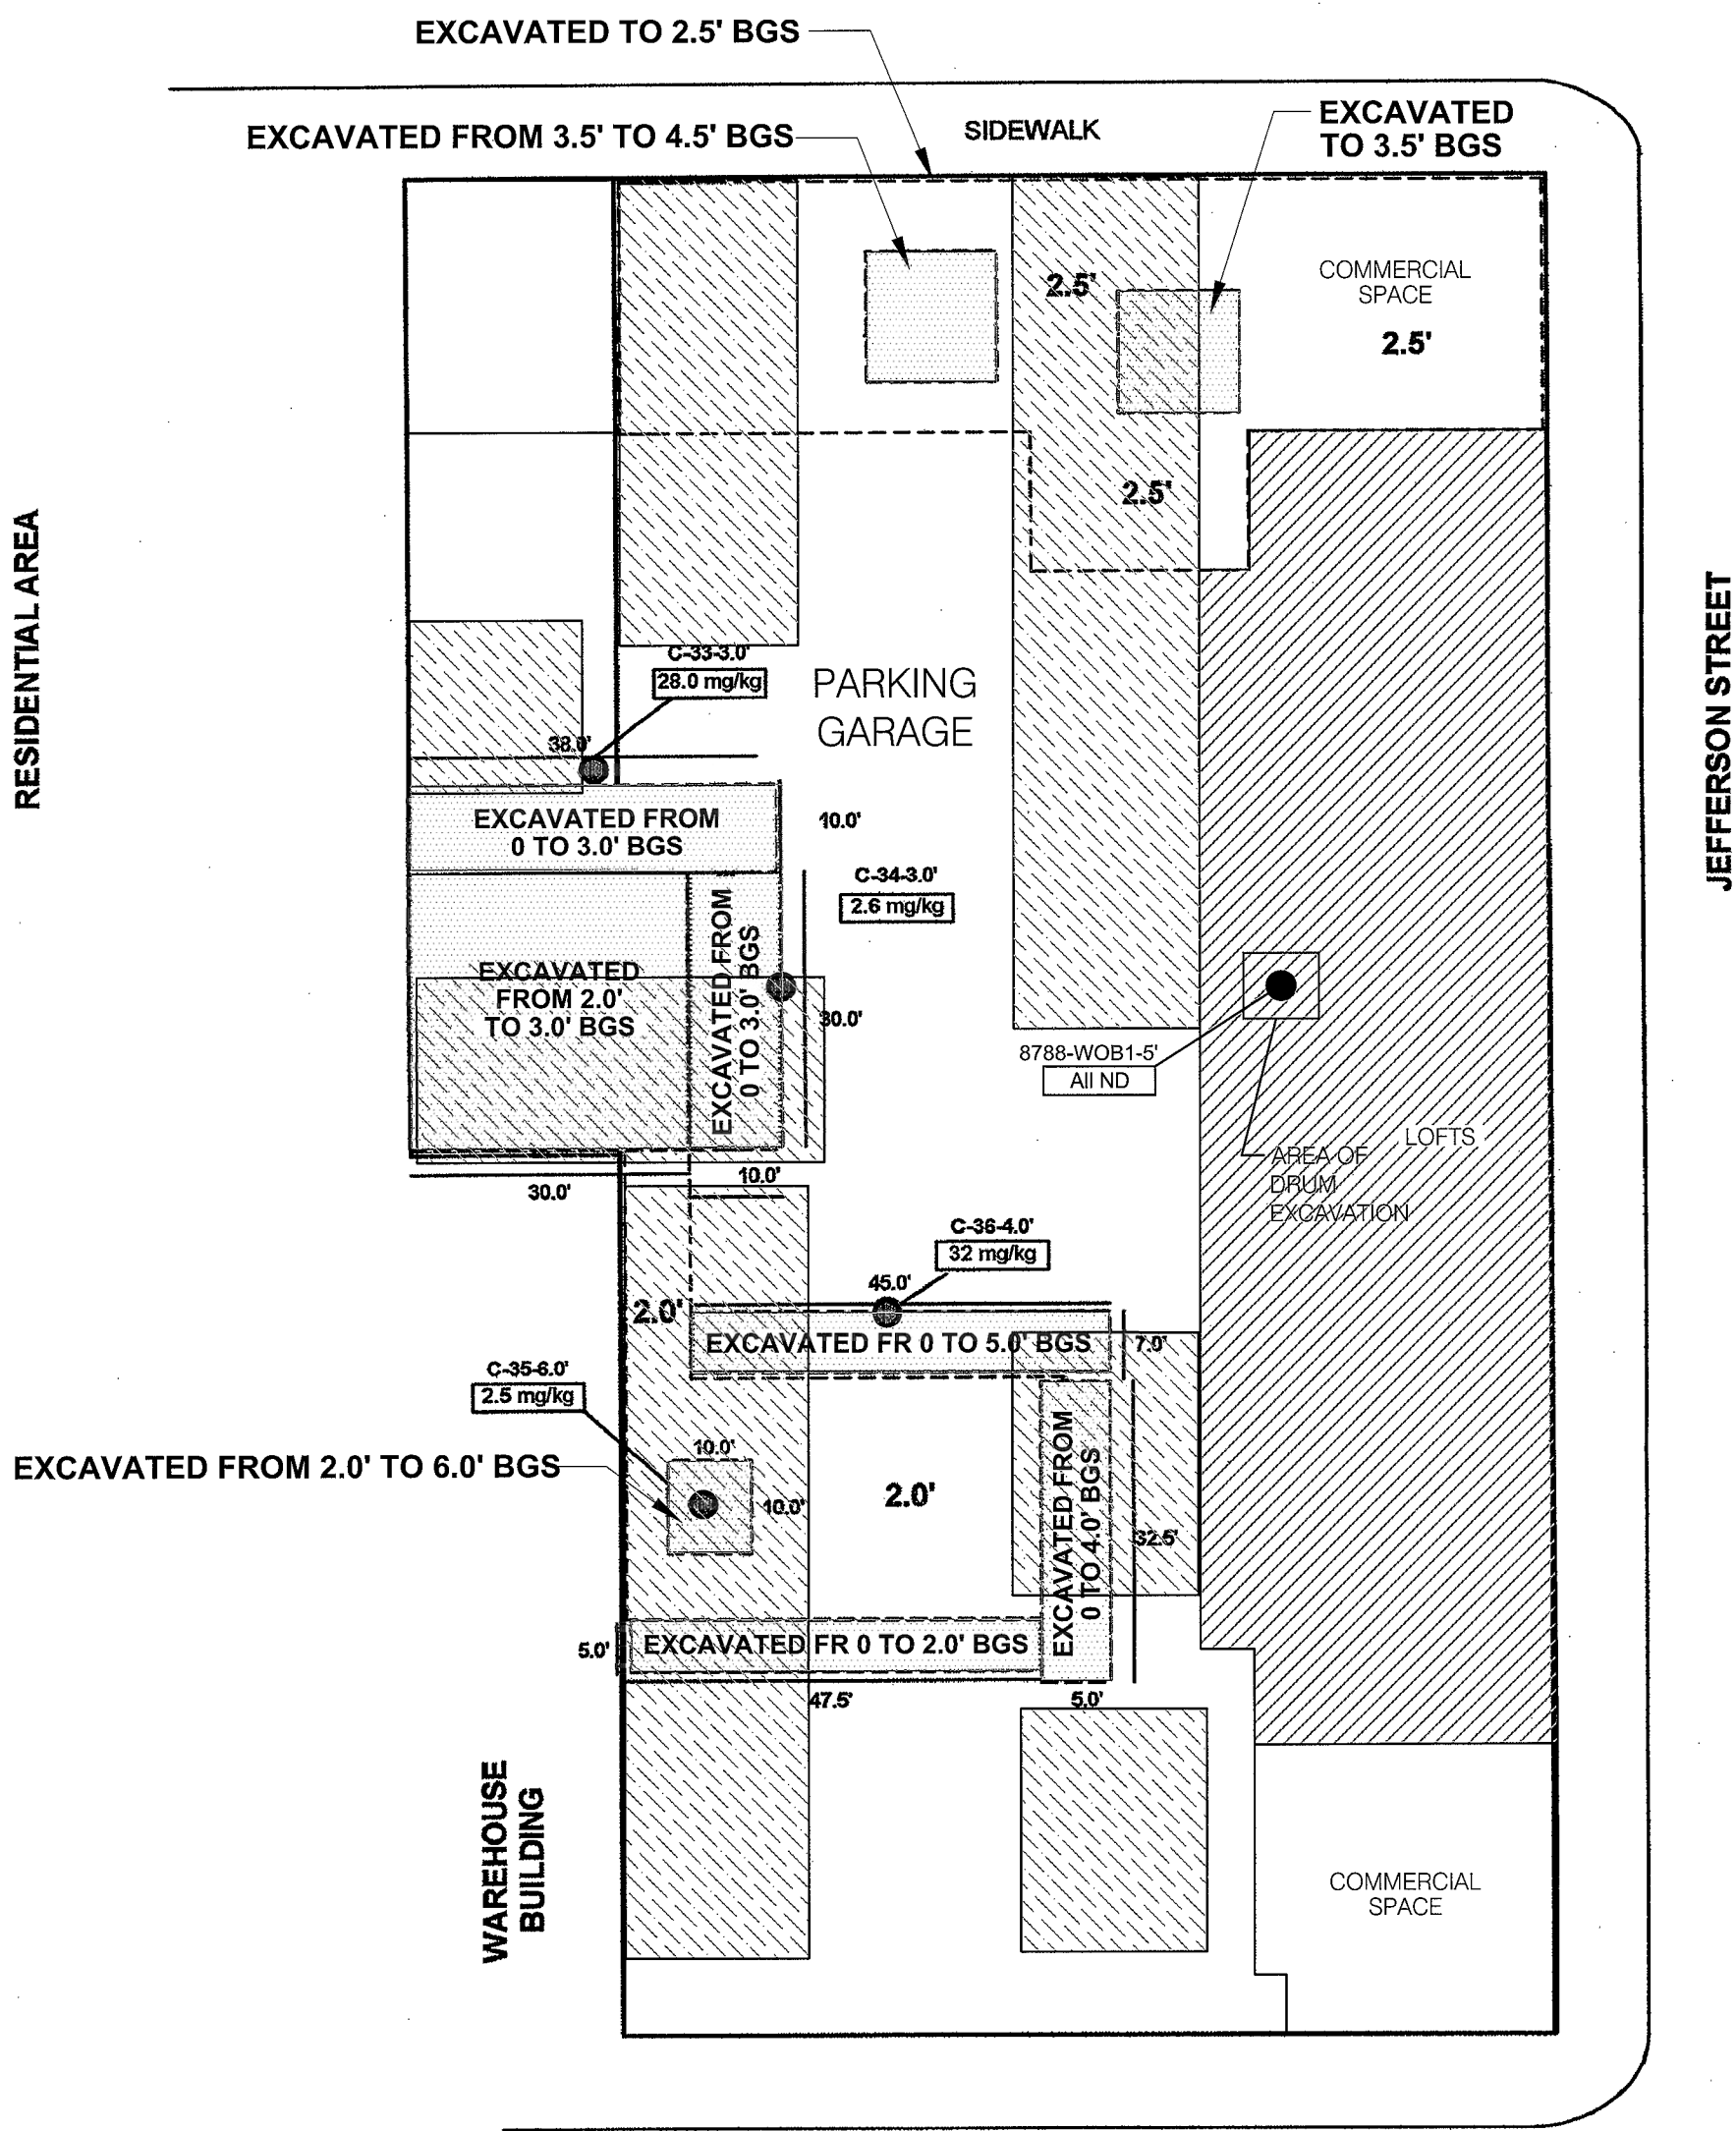 EXCAVATED TO 2.5' BGS
EXCAVATED FROM 3.5' TO 4.5' BGS
SIDEWALK
EXCAVATED
TO 3.5' BGS
2.5'
COMMERCIAL
SPACE
2.5'
2.5'
RESIDENTIAL AREA
JEFFERSON STREET
C-33-3.0'
28.0 mg/kg
PARKING
GARAGE
38.0'
EXCAVATED FROM
0 TO 3.0' BGS
10.0'
C-34-3.0'
2.6 mg/kg
EXCAVATED
FROM 2.0'
TO 3.0' BGS
EXCAVATED FROM
0 TO 3.0' BGS
30.0'
8788-WOB1-5'
All ND
LOFTS
AREA OF
DRUM
EXCAVATION
30.0'
10.0'
C-36-4.0'
32 mg/kg
45.0'
2.0'
EXCAVATED FR 0 TO 5.0' BGS
7.0'
C-35-6.0'
2.5 mg/kg
EXCAVATED FROM 2.0' TO 6.0' BGS
10.0'
10.0'
2.0'
EXCAVATED FROM
0 TO 4.0' BGS
32.5'
5.0'
EXCAVATED FR 0 TO 2.0' BGS
47.5'
5.0'
WAREHOUSE
BUILDING
COMMERCIAL
SPACE